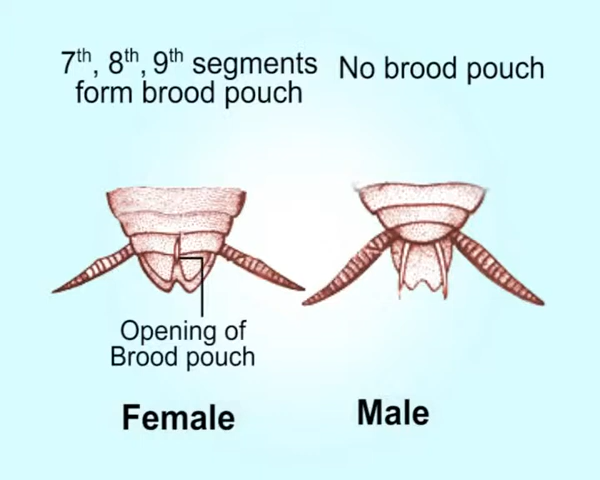 7th, 8th, 9th segments
form brood pouch
No brood pouch
Opening of
Brood pouch
Female
Male